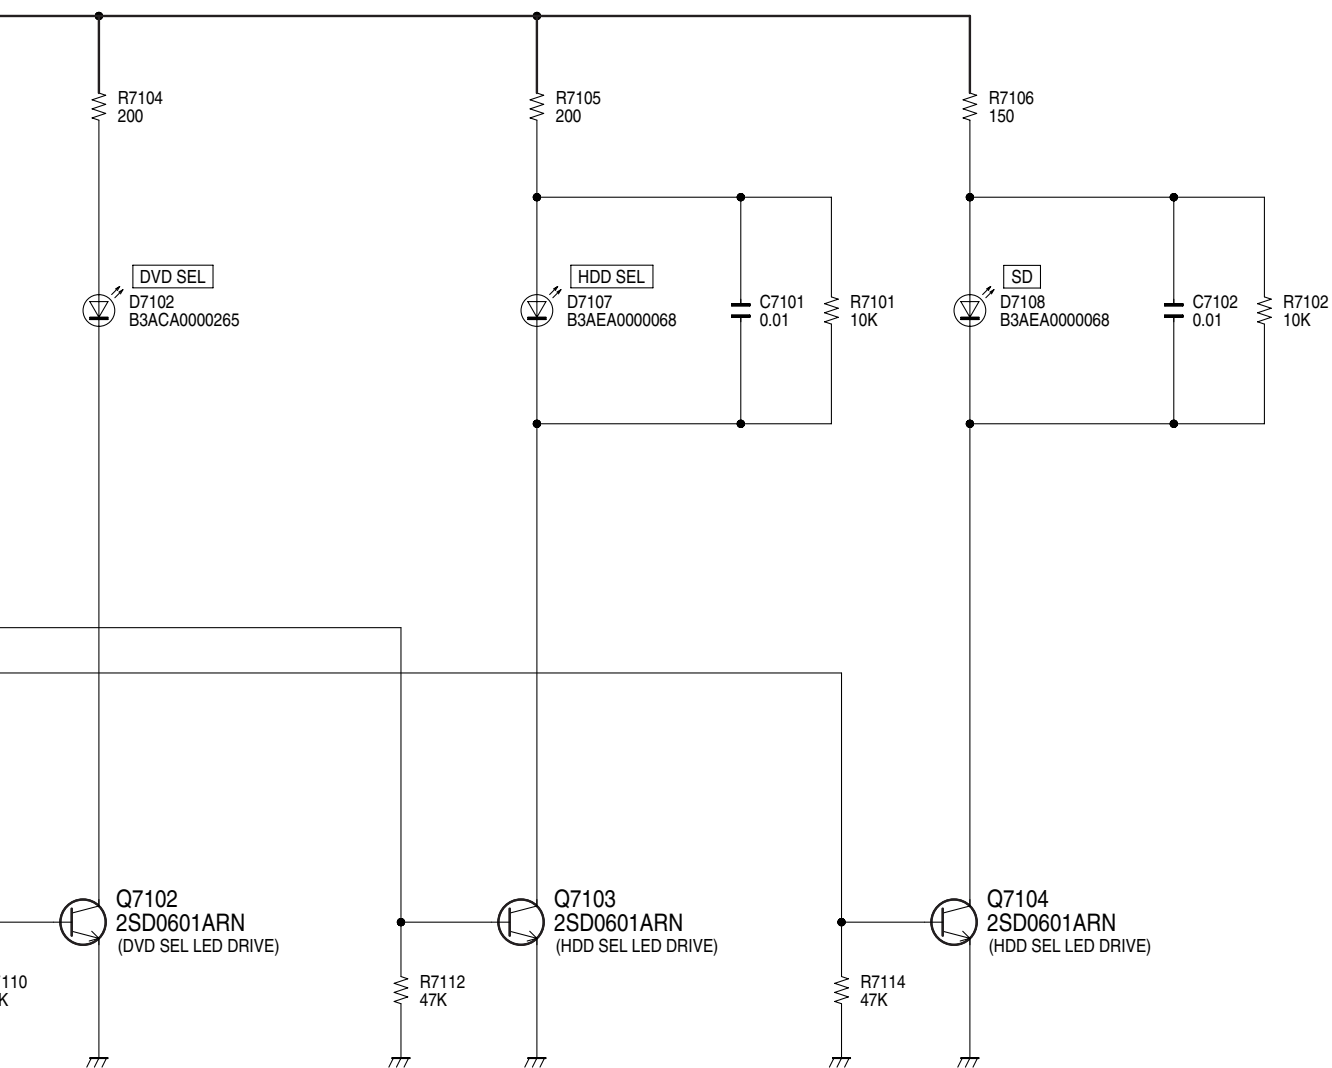 R7104
200
R7105
200
R7106
150
DVD SEL
D7102
B3ACA0000265
HDD SEL
D7107
B3AEA0000068
C7101
0.01
R7101
10K
SD
D7108
B3AEA0000068
C7102
0.01
R7102
10K
Q7102
2SD0601ARN
(DVD SEL LED DRIVE)
Q7103
2SD0601ARN
(HDD SEL LED DRIVE)
Q7104
2SD0601ARN
(HDD SEL LED DRIVE)
110
K
R7112
47K
R7114
47K